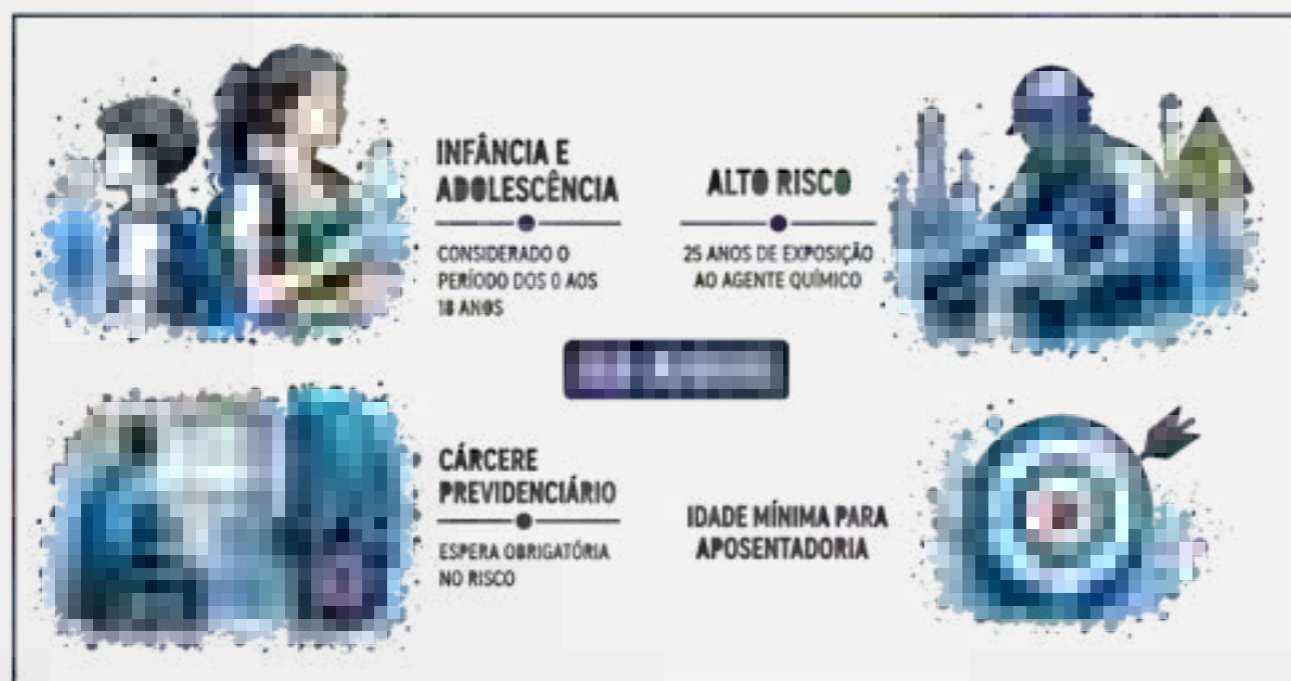 INFÂNCIA E
ADOLESCÊNCIA
CONSIDERADO O
PERÍODO DOS 0 AOS
18 ANOS
ALTO RISCO
25 ANOS DE EXPOSIÇÃO
AO AGENTE QUÍMICO
CÁRCERE
PREVIDENCIÁRIO
ESPERA OBRIGATÓRIA
NO RISCO
IDADE MÍNIMA PARA
APOSENTADORIA